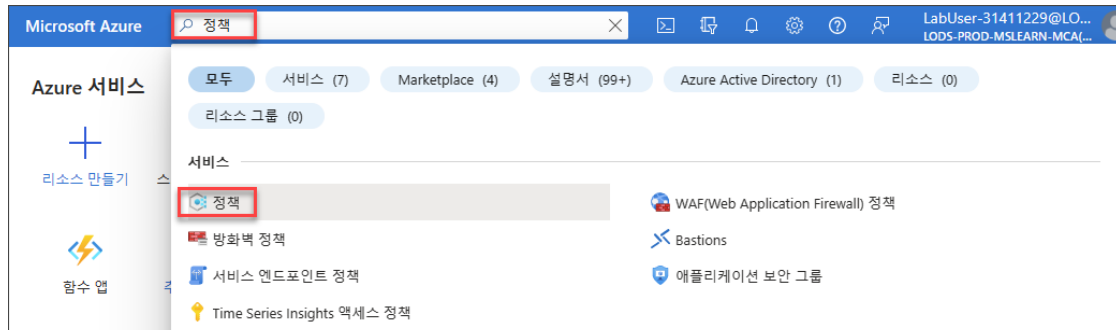 Microsoft Azure 정책 LabUser-31411229@LO...
LODS-PROD-MSLEARN-MCA(...
모두 서비스 (7) Marketplace (4) 설명서 (99+) Azure Active Directory (1) 리소스 (0)
Azure 서비스
리소스 그룹 (0)
서비스
리소스 만들기
정책 WAF(Web Application Firewall) 정책
방화벽 정책 Bastions
서비스 엔드포인트 정책 애플리케이션 보안 그룹
함수 앱
Time Series Insights 액세스 정책